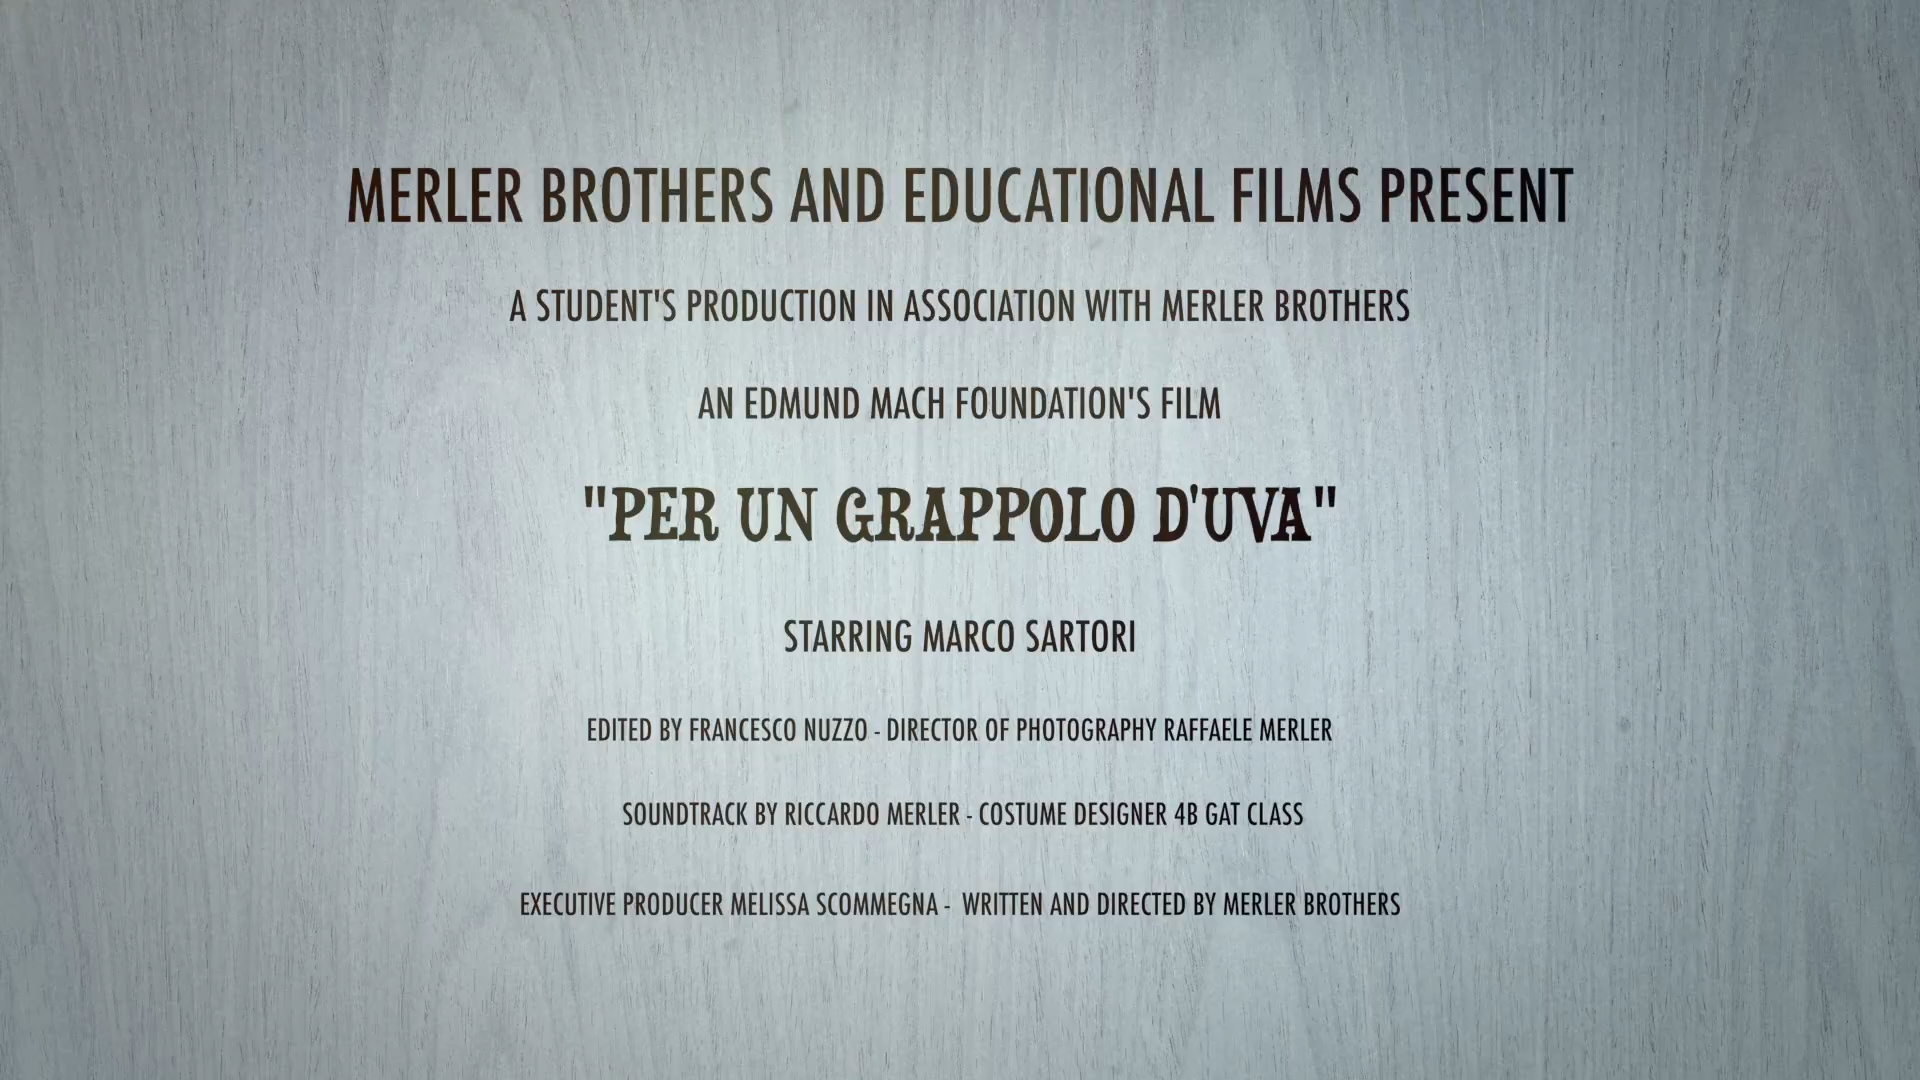 MERLER BROTHERS AND EDUCATIONAL FILMS PRESENT
A STUDENT'S PRODUCTION IN ASSOCIATION WITH MERLER BROTHERS
AN EDMUND MACH FOUNDATION'S FILM
"PER UN GRAPPOLO D'UVA"
STARRING MARCO SARTORI
EDITED BY FRANCESCO NUZZO - DIRECTOR OF PHOTOGRAPHY RAFFAELE MERLER
SOUNDTRACK BY RICCARDO MERLER - COSTUME DESIGNER 4B GAT CLASS
EXECUTIVE PRODUCER MELISSA SCOMMEGNA -  WRITTEN AND DIRECTED BY MERLER BROTHERS